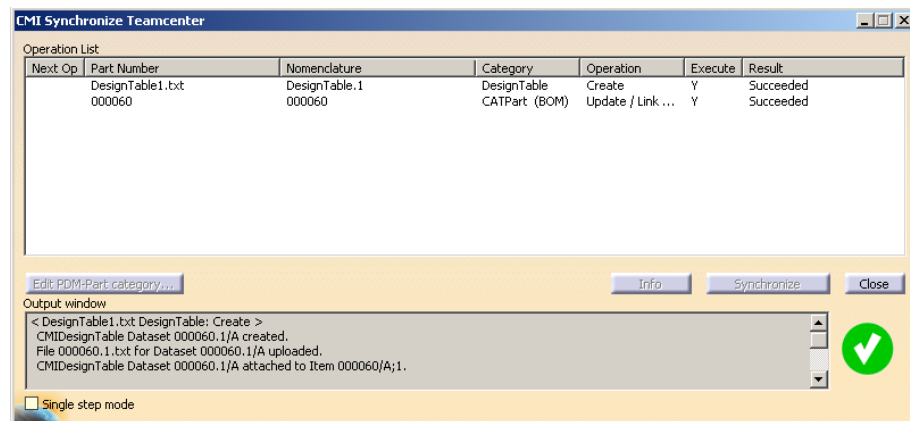 CMI Synchronize Teamcenter
Operation List
Next Op Part Number Nomenclature Category Operation Execute Result
DesignTable1.txt DesignTable.1 DesignTable Create Y Succeeded
000060 000060 CATPart (BOM) Update / Link ... Y Succeeded
Edit PDM-Part category... Info Synchronize Close
Output window
< DesignTable1.txt DesignTable: Create >
CMIDesignTable Dataset 000060.1/A created.
File 000060.1.txt for Dataset 000060.1/A uploaded.
CMIDesignTable Dataset 000060.1/A attached to Item 000060/A;1.
Single step mode